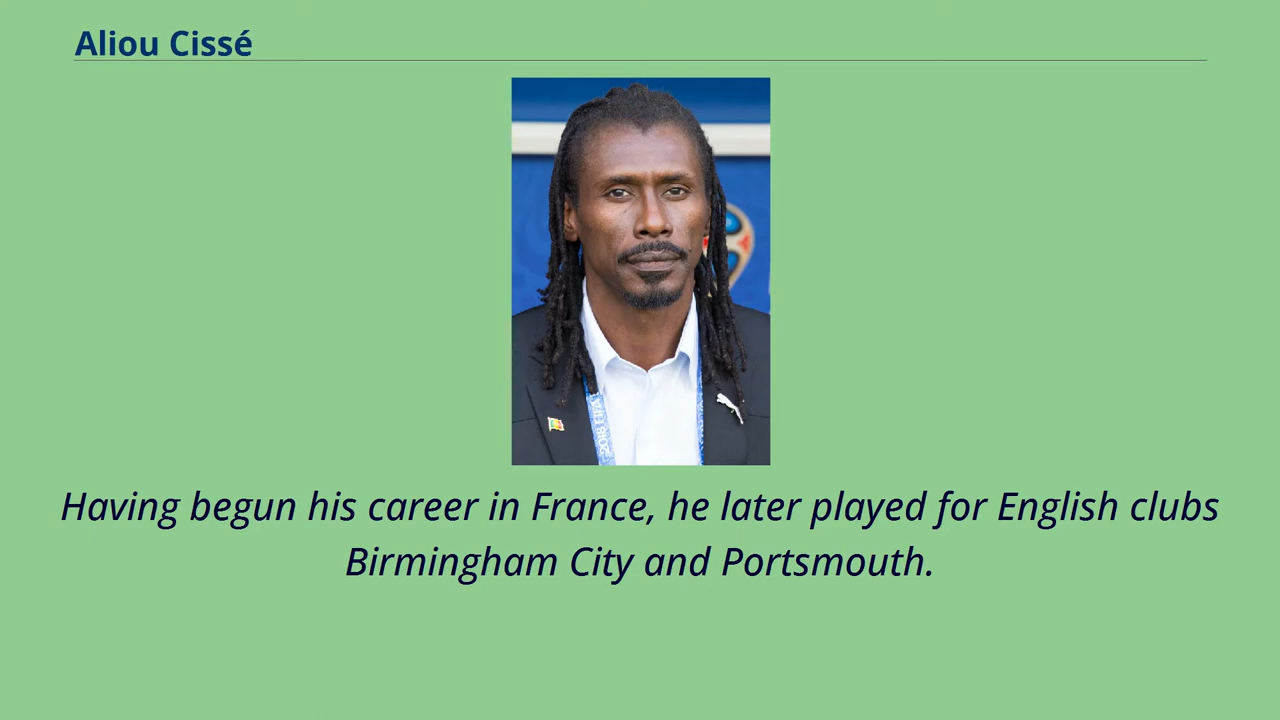 Aliou Cissé
Having begun his career in France, he later played for English clubs
Birmingham City and Portsmouth.